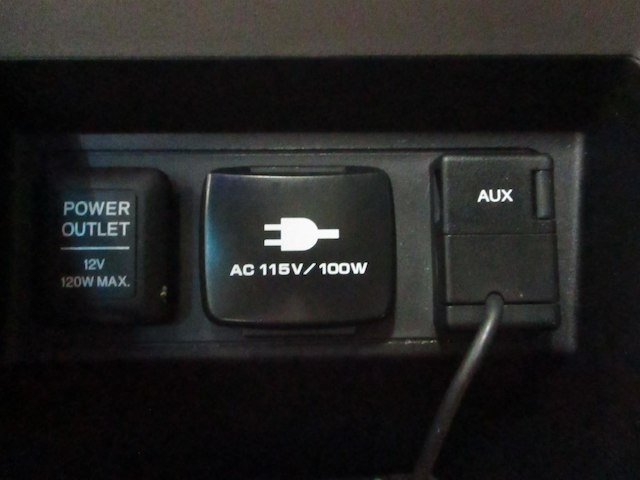 POWER
OUTLET
12V
120W MAX.
AC 115V/100W
AUX